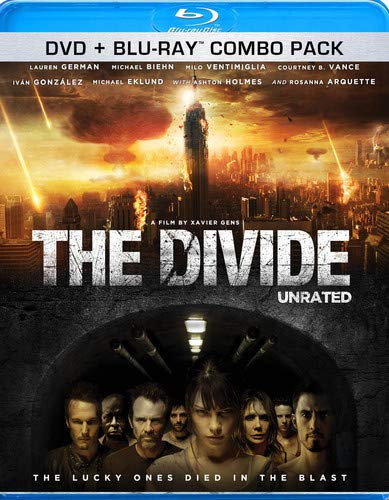 Blu-ray Disc
DVD + BLU-RAY™ COMBO PACK
LAUREN GERMAN MICHAEL BIEHN MILO VENTIMIGLIA COURTNEY B. VANCE
IVÁN GONZÁLEZ MICHAEL EKLUND WITH ASHTON HOLMES AND ROSANNA ARQUETTE
A FILM BY XAVIER GENS
THE DIVIDE
UNRATED
THE LUCKY ONES DIED IN THE BLAST